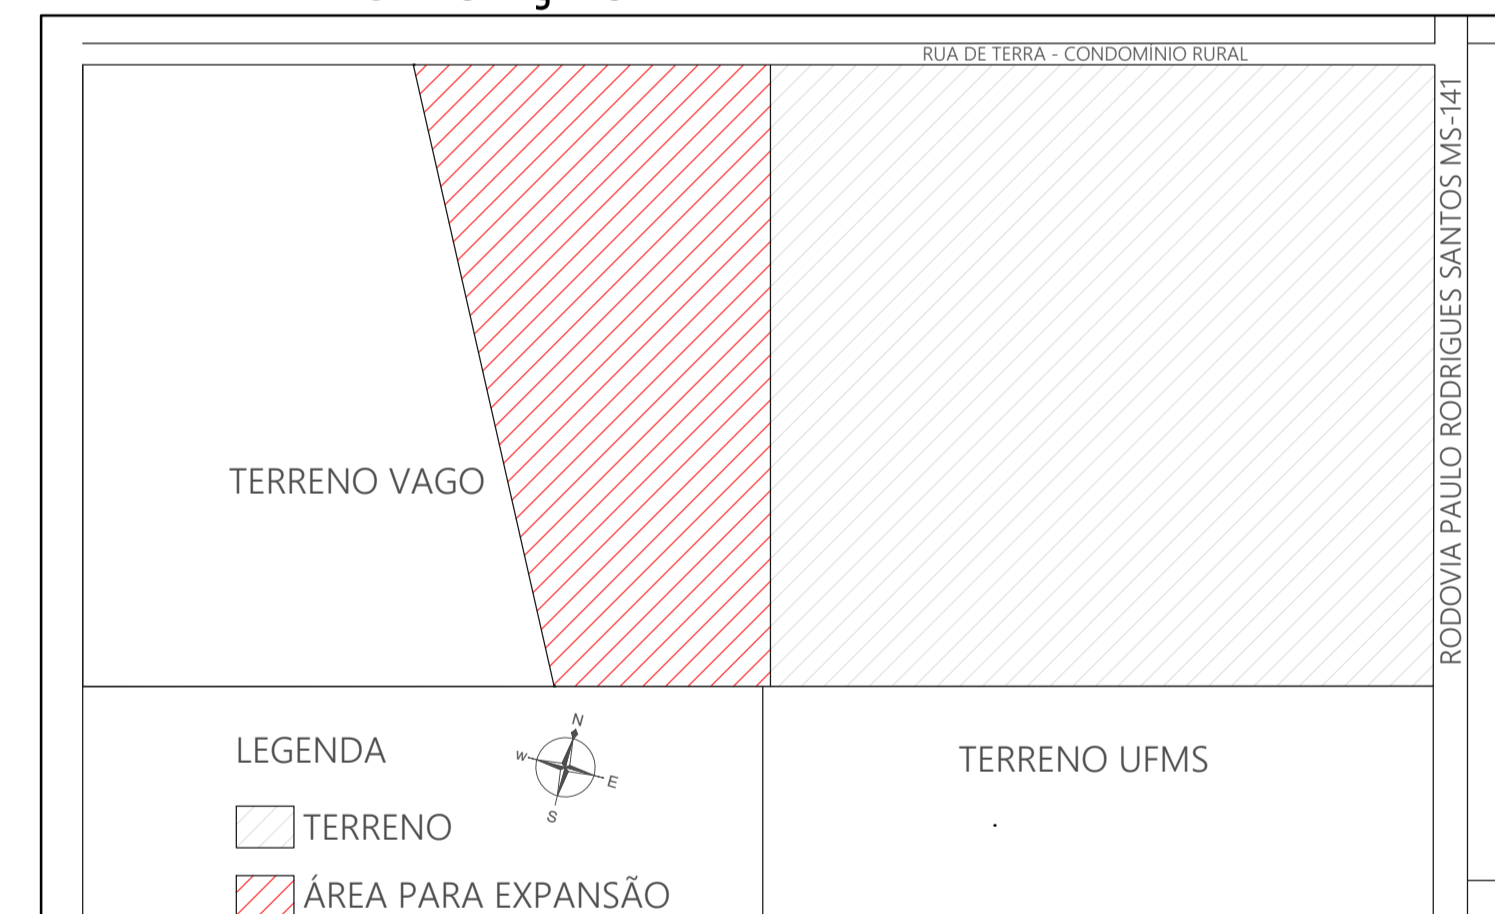 RUA DE TERRA - CONDOMÍNIO RURAL
RODOVIA PAULO RODRIGUES SANTOS MS-141
TERRENO VAGO
LEGENDA
N
W
E
S
TERRENO UFMS
TERRENO
ÁREA PARA EXPANSÃO